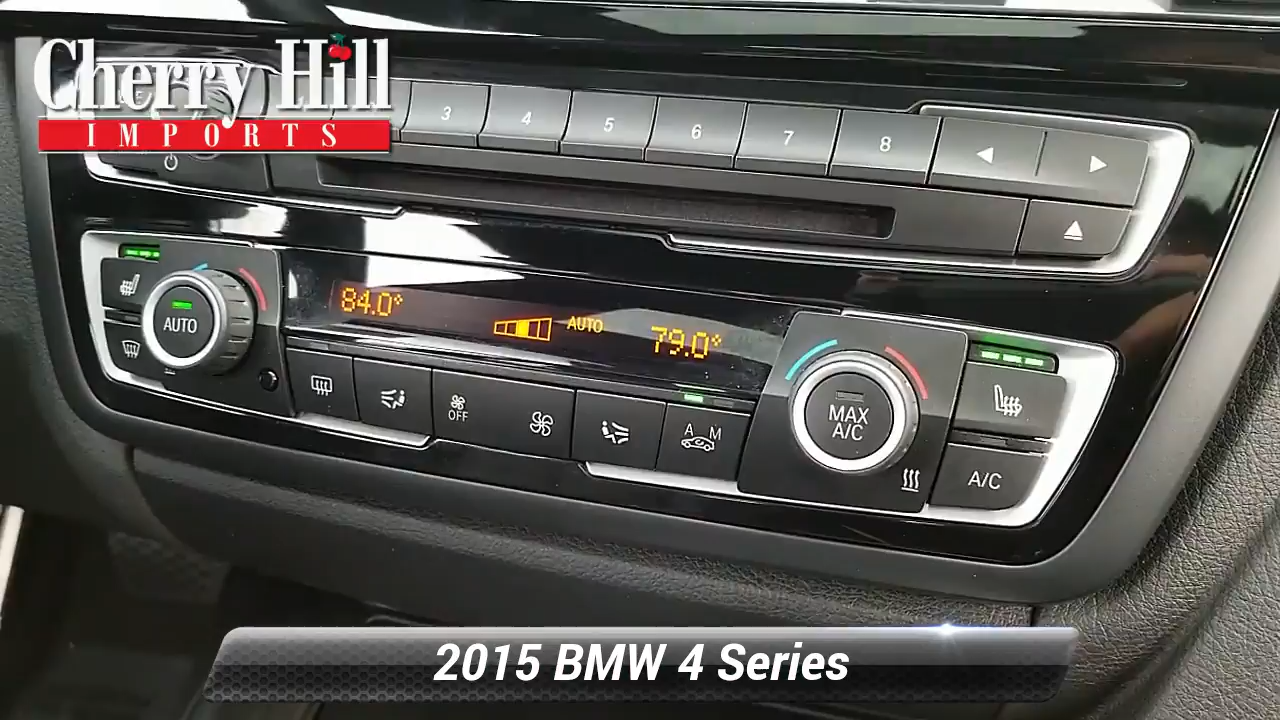 Cherry Hill
IMPORTS
3 4 5 6 7 8
84.0° AUTO 79.0°
AUTO
OFF
A M
MAX
A/C
A/C
2015 BMW 4 Series